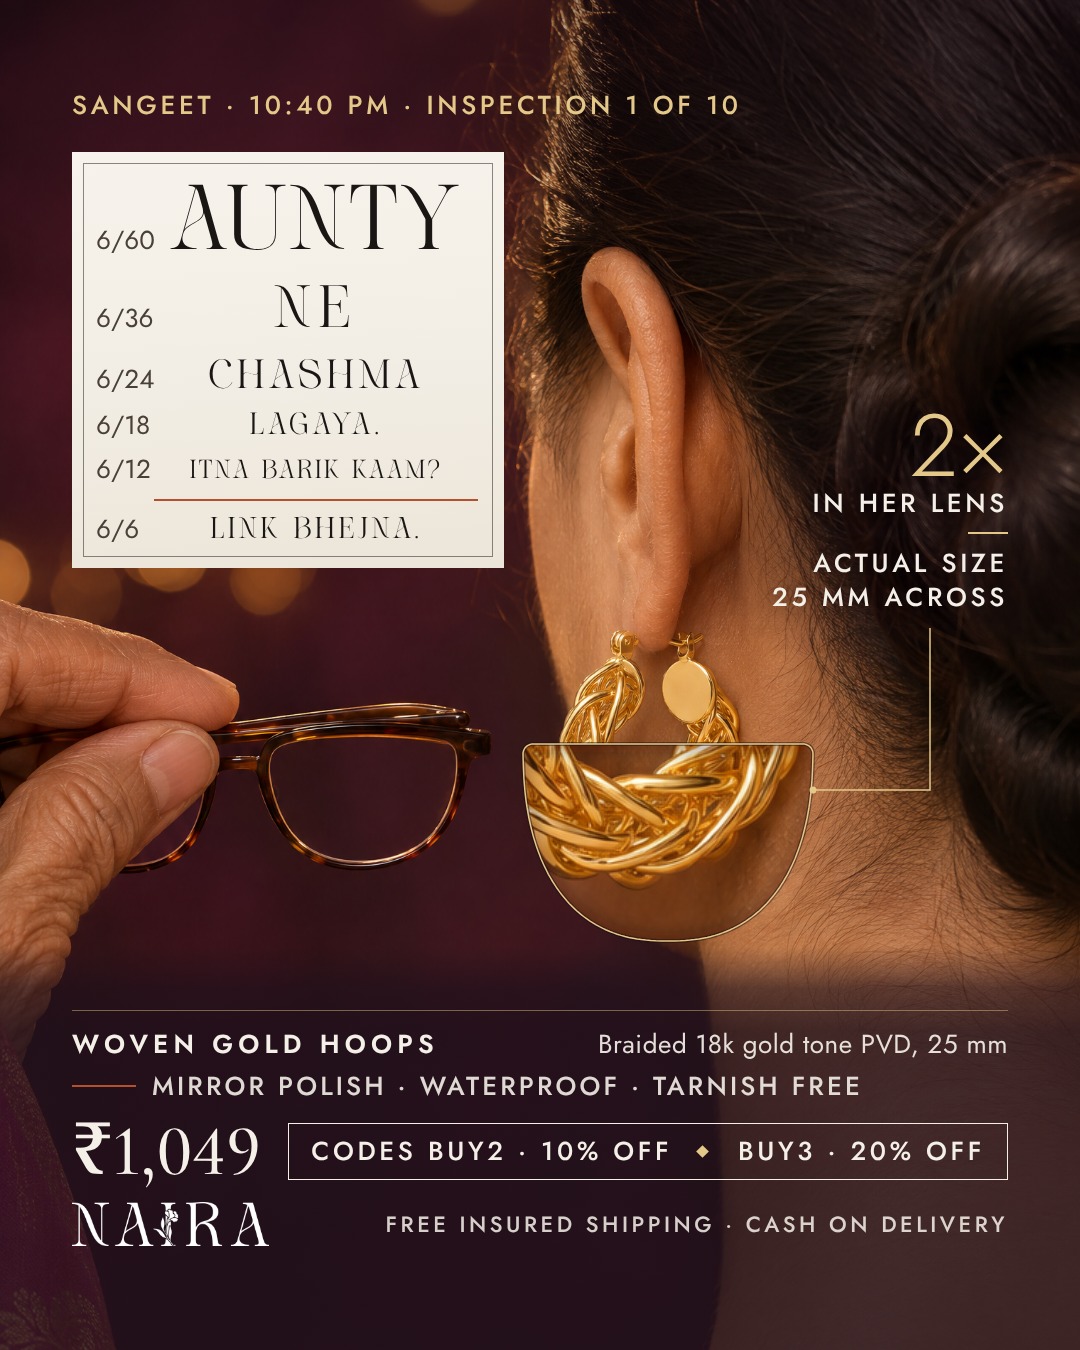 SANGEET · 10:40 PM · INSPECTION 1 OF 10
6/60 AUNTY
6/36 NE
6/24 CHASHMA
6/18 LAGAYA.
6/12 ITNA BARIK KAAM?
6/6 LINK BHEJNA.
2×
IN HER LENS
ACTUAL SIZE
25 MM ACROSS
WOVEN GOLD HOOPS Braided 18k gold tone PVD, 25 mm
MIRROR POLISH · WATERPROOF · TARNISH FREE
₹1,049 CODES BUY2 · 10% OFF ◆ BUY3 · 20% OFF
NAIRA FREE INSURED SHIPPING · CASH ON DELIVERY